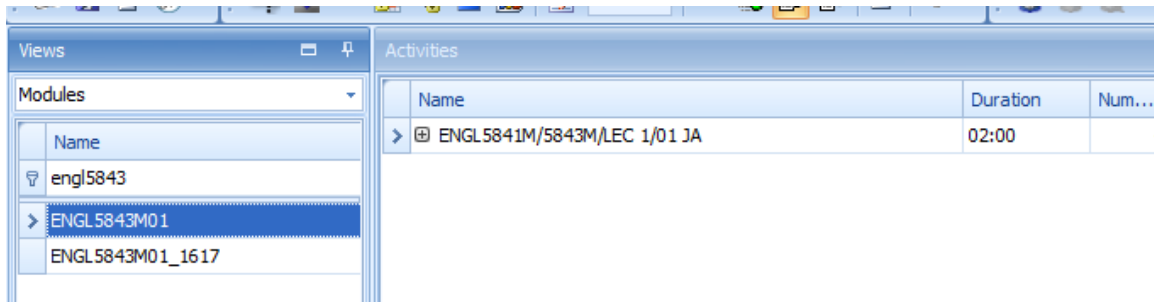 Views
Modules
Name
engl5843
ENGL5843M01
ENGL5843M01_1617
Activities
Name Duration Num...
ENGL5841M/5843M/LEC 1/01 JA 02:00